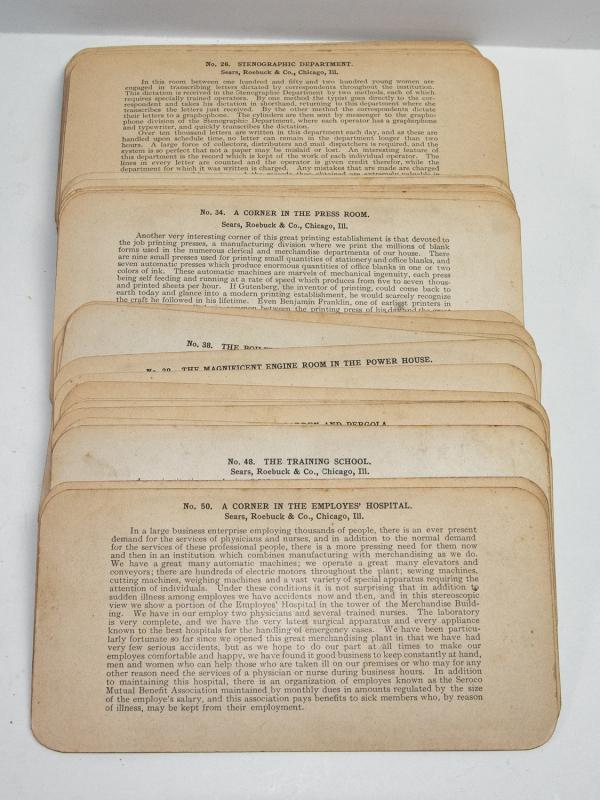 No. 26. STENOGRAPHIC DEPARTMENT.
Sears, Roebuck & Co., Chicago, Ill.
In this room between one hundred and fifty and two hundred young women are
engaged in transcribing letters dictated by correspondents throughout the institution.
This dictation is received in the Stenographic Department by two methods, each of which
requires specially trained operators. By one method the typist goes directly to the cor-
respondent and takes his dictation in shorthand, returning to this department where she
transcribes the letters just received. By the other method the correspondents dictate
their letters to a graphophone. The cylinders are then sent by messenger to the grapho-
phone division of the Stenographic Department, where each operator has a graphophone
and typewriter, and quickly transcribes the dictation.
Over ten thousand letters are written in this department each day, and as these are
handled upon schedule time, no letter can remain in the department longer than two
hours. A large force of collectors, distributers and mail dispatchers is required, and the
system is so perfect that not a paper may be mislaid or lost. An interesting feature of
this department is the record which is kept of the work of each individual operator. The
lines in every letter are counted and the operator is given credit therefor, while the
department for which it was written is charged. Any mistakes that are made are charged
No. 34. A CORNER IN THE PRESS ROOM.
Sears, Roebuck & Co., Chicago, Ill.
Another very interesting corner of this great printing establishment is that devoted to
the job printing presses, a manufacturing division where we print the millions of blank
forms used in the numerous clerical and merchandise departments of our house. There
are nine small presses used for printing small quantities of stationery and office blanks, and
seven automatic presses which produce enormous quantities of office blanks in one or two
colors of ink. These automatic machines are marvels of mechanical ingenuity, each press
being self feeding and running at a rate of speed which produces from five to seven thous-
and printed sheets per hour. If Gutenberg, the inventor of printing, could come back to
earth today and glance into a modern printing establishment, he would scarcely recognize
the craft he followed in his lifetime. Even Benjamin Franklin, one of earliest printers in
between the printing press of his day and the great
No. 38. THE
No. 39. THE MAGNIFICENT ENGINE ROOM IN THE POWER HOUSE.
AND PERGOLA
No. 48. THE TRAINING SCHOOL.
Sears, Roebuck & Co., Chicago, Ill.
No. 50. A CORNER IN THE EMPLOYES' HOSPITAL.
Sears, Roebuck & Co., Chicago, Ill.
In a large business enterprise employing thousands of people, there is an ever present
demand for the services of physicians and nurses, and in addition to the normal demand
for the services of these professional people, there is a more pressing need for them now
and then in an institution which combines manufacturing with merchandising as we do.
We have a great many automatic machines; we operate a great many elevators and
conveyors; there are hundreds of electric motors throughout the plant; sewing machines,
cutting machines, weighing machines and a vast variety of special apparatus requiring the
attention of individuals. Under these conditions it is not surprising that in addition to
sudden illness among employes we have accidents now and then, and in this stereoscopic
view we show a portion of the Employes' Hospital in the tower of the Merchandise Build-
ing. We have in our employ two physicians and several trained nurses. The laboratory
is very complete, and we have the very latest surgical apparatus and every appliance
known to the best hospitals for the handling of emergency cases. We have been particu-
larly fortunate so far since we opened this great merchandising plant in that we have had
very few serious accidents, but as we hope to do our part at all times to make our
employes comfortable and happy, we have found it good business to keep constantly at hand,
men and women who can help those who are taken ill on our premises or who may for any
other reason need the services of a physician or nurse during business hours. In addition
to maintaining this hospital, there is an organization of employes known as the Seroco
Mutual Benefit Association maintained by monthly dues in amounts regulated by the size
of the employe's salary, and this association pays benefits to sick members who, by reason
of illness, may be kept from their employment.